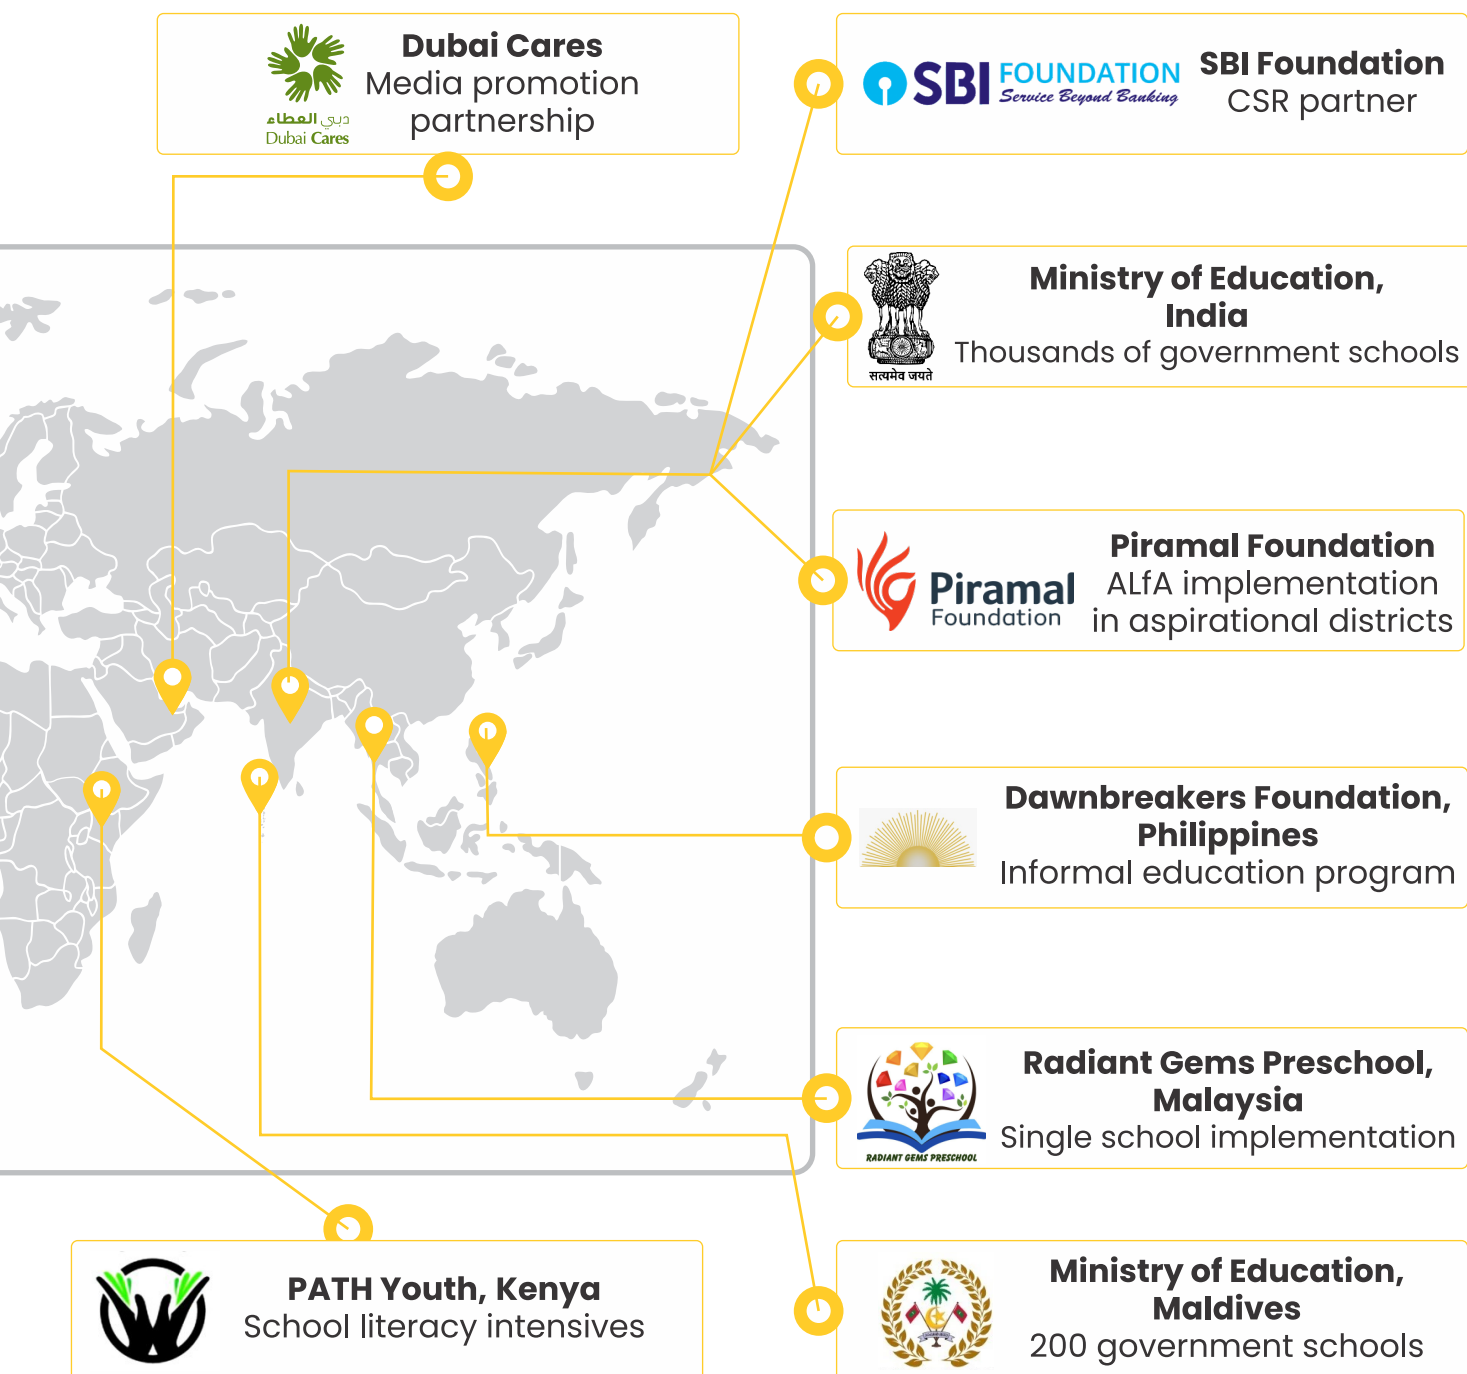 دبي العطاء
Dubai Cares
Dubai Cares
Media promotion
partnership
SBI FOUNDATION
Service Beyond Banking
SBI Foundation
CSR partner
सत्यमेव जयते
Ministry of Education,
India
Thousands of government schools
Piramal
Foundation
Piramal Foundation
ALfA implementation
in aspirational districts
Dawnbreakers Foundation,
Philippines
Informal education program
RADIANT GEMS PRESCHOOL
Radiant Gems Preschool,
Malaysia
Single school implementation
PATH Youth, Kenya
School literacy intensives
Ministry of Education,
Maldives
200 government schools